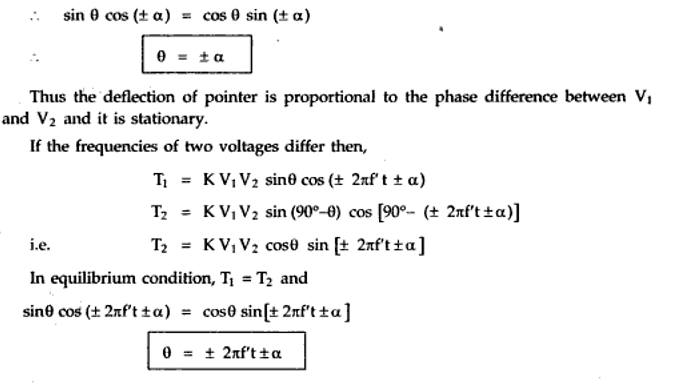 ∴ sin θ cos (± α) = cos θ sin (± α)
∴ θ = ± α
Thus the deflection of pointer is proportional to the phase difference between V₁
and V₂ and it is stationary.
If the frequencies of two voltages differ then,
T₁ = K V₁ V₂ sinθ cos (± 2πf' t ± α)
T₂ = K V₁ V₂ sin (90°–θ) cos [90°– (± 2πf't ± α)]
i.e. T₂ = K V₁ V₂ cosθ sin [± 2πf't ± α]
In equilibrium condition, T₁ = T₂ and
sinθ cos (± 2πf't ± α) = cosθ sin[± 2πf't ± α]
θ = ± 2πf't ± α